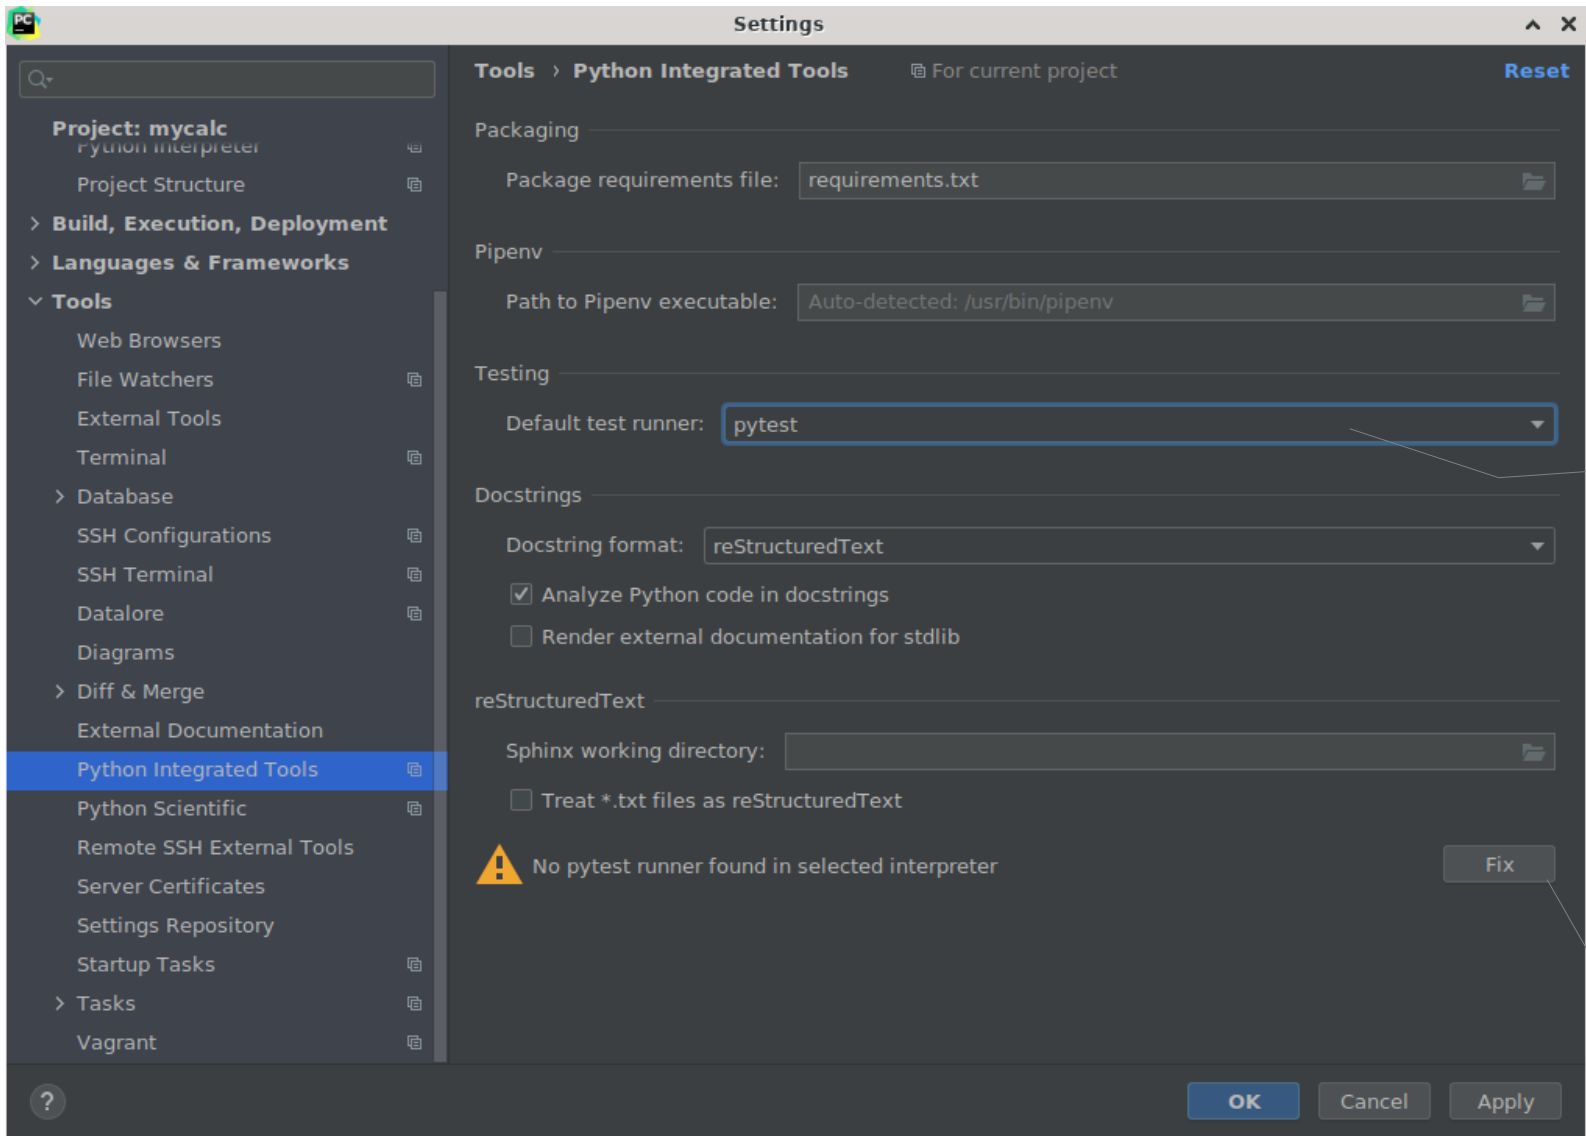 PC
Settings
Project: mycalc
Python Interpreter
Project Structure
Build, Execution, Deployment
Languages & Frameworks
Tools
Web Browsers
File Watchers
External Tools
Terminal
Database
SSH Configurations
SSH Terminal
Datalore
Diagrams
Diff & Merge
External Documentation
Python Integrated Tools
Python Scientific
Remote SSH External Tools
Server Certificates
Settings Repository
Startup Tasks
Tasks
Vagrant
Tools › Python Integrated Tools For current project Reset
Packaging
Package requirements file: requirements.txt
Pipenv
Path to Pipenv executable: Auto-detected: /usr/bin/pipenv
Testing
Default test runner: pytest
Docstrings
Docstring format: reStructuredText
Analyze Python code in docstrings
Render external documentation for stdlib
reStructuredText
Sphinx working directory:
Treat *.txt files as reStructuredText
No pytest runner found in selected interpreter Fix
? OK Cancel Apply